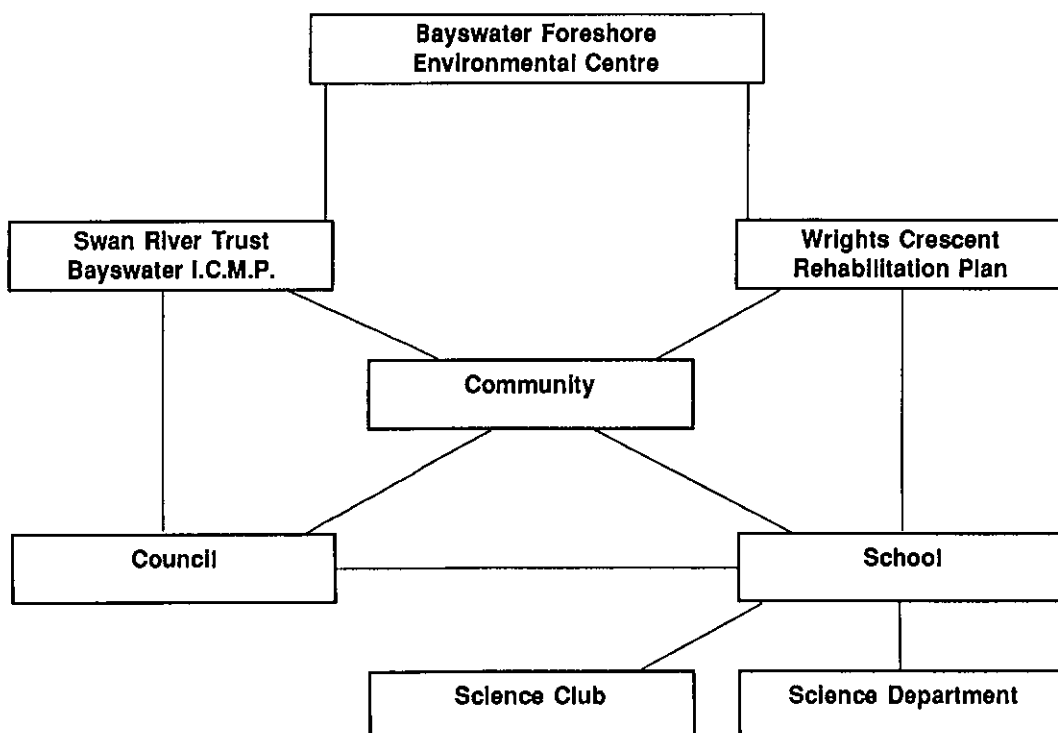 Bayswater Foreshore
Environmental Centre
Swan River Trust
Bayswater I.C.M.P.
Wrights Crescent
Rehabilitation Plan
Community
Council
School
Science Club
Science Department